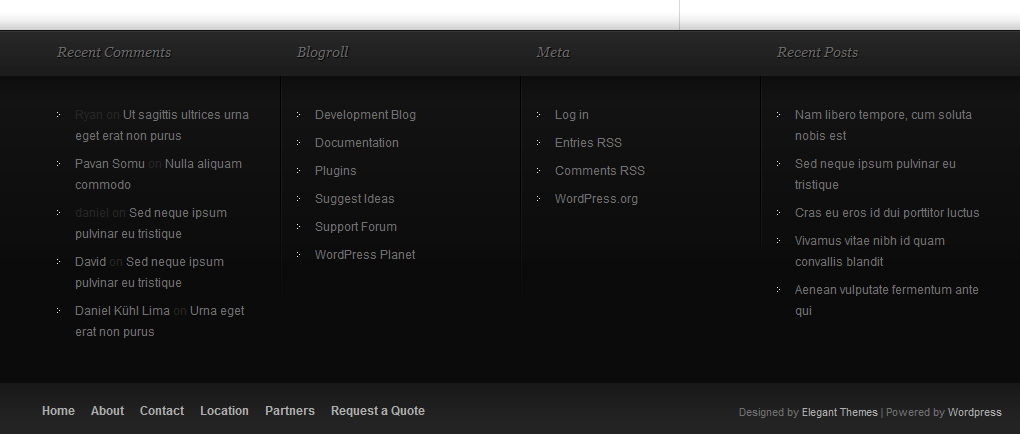 Recent Comments
Ryan on Ut sagittis ultrices urna
eget erat non purus
Pavan Somu on Nulla aliquam
commodo
daniel on Sed neque ipsum
pulvinar eu tristique
David on Sed neque ipsum
pulvinar eu tristique
Daniel Kühl Lima on Urna eget
erat non purus
Blogroll
Development Blog
Documentation
Plugins
Suggest Ideas
Support Forum
WordPress Planet
Meta
Log in
Entries RSS
Comments RSS
WordPress.org
Recent Posts
Nam libero tempore, cum soluta
nobis est
Sed neque ipsum pulvinar eu
tristique
Cras eu eros id dui porttitor luctus
Vivamus vitae nibh id quam
convallis blandit
Aenean vulputate fermentum ante
qui
Home About Contact Location Partners Request a Quote
Designed by Elegant Themes | Powered by Wordpress